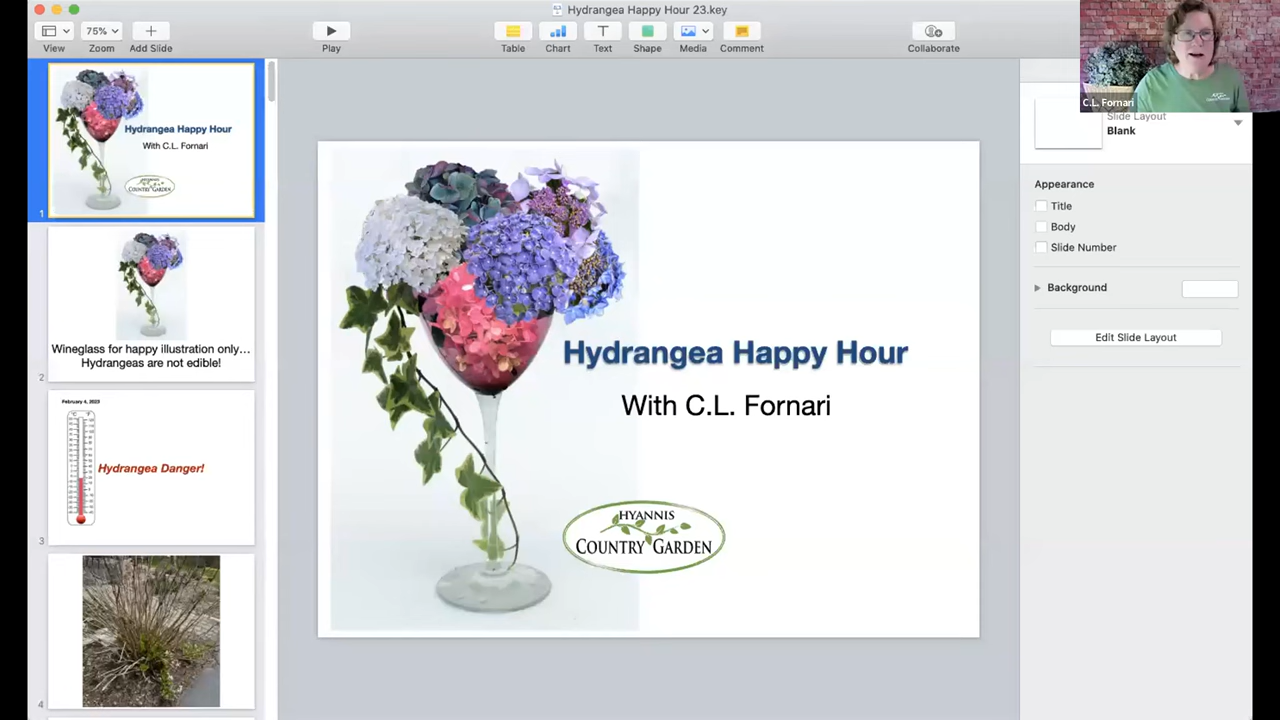 Hydrangea Happy Hour 23.key
75%
View
Zoom
Add Slide
Play
Table
Chart
Text
Shape
Media
Comment
Collaborate
C.L. Fornari
Slide Layout
Blank
Appearance
Title
Body
Slide Number
Background
Edit Slide Layout
Hydrangea Happy Hour
With C.L. Fornari
HYANNIS
COUNTRY GARDEN
1
Hydrangea Happy Hour
With C.L. Fornari
HYANNIS
COUNTRY GARDEN
2
Wineglass for happy illustration only…
Hydrangeas are not edible!
3
February 4, 2023
Hydrangea Danger!
4